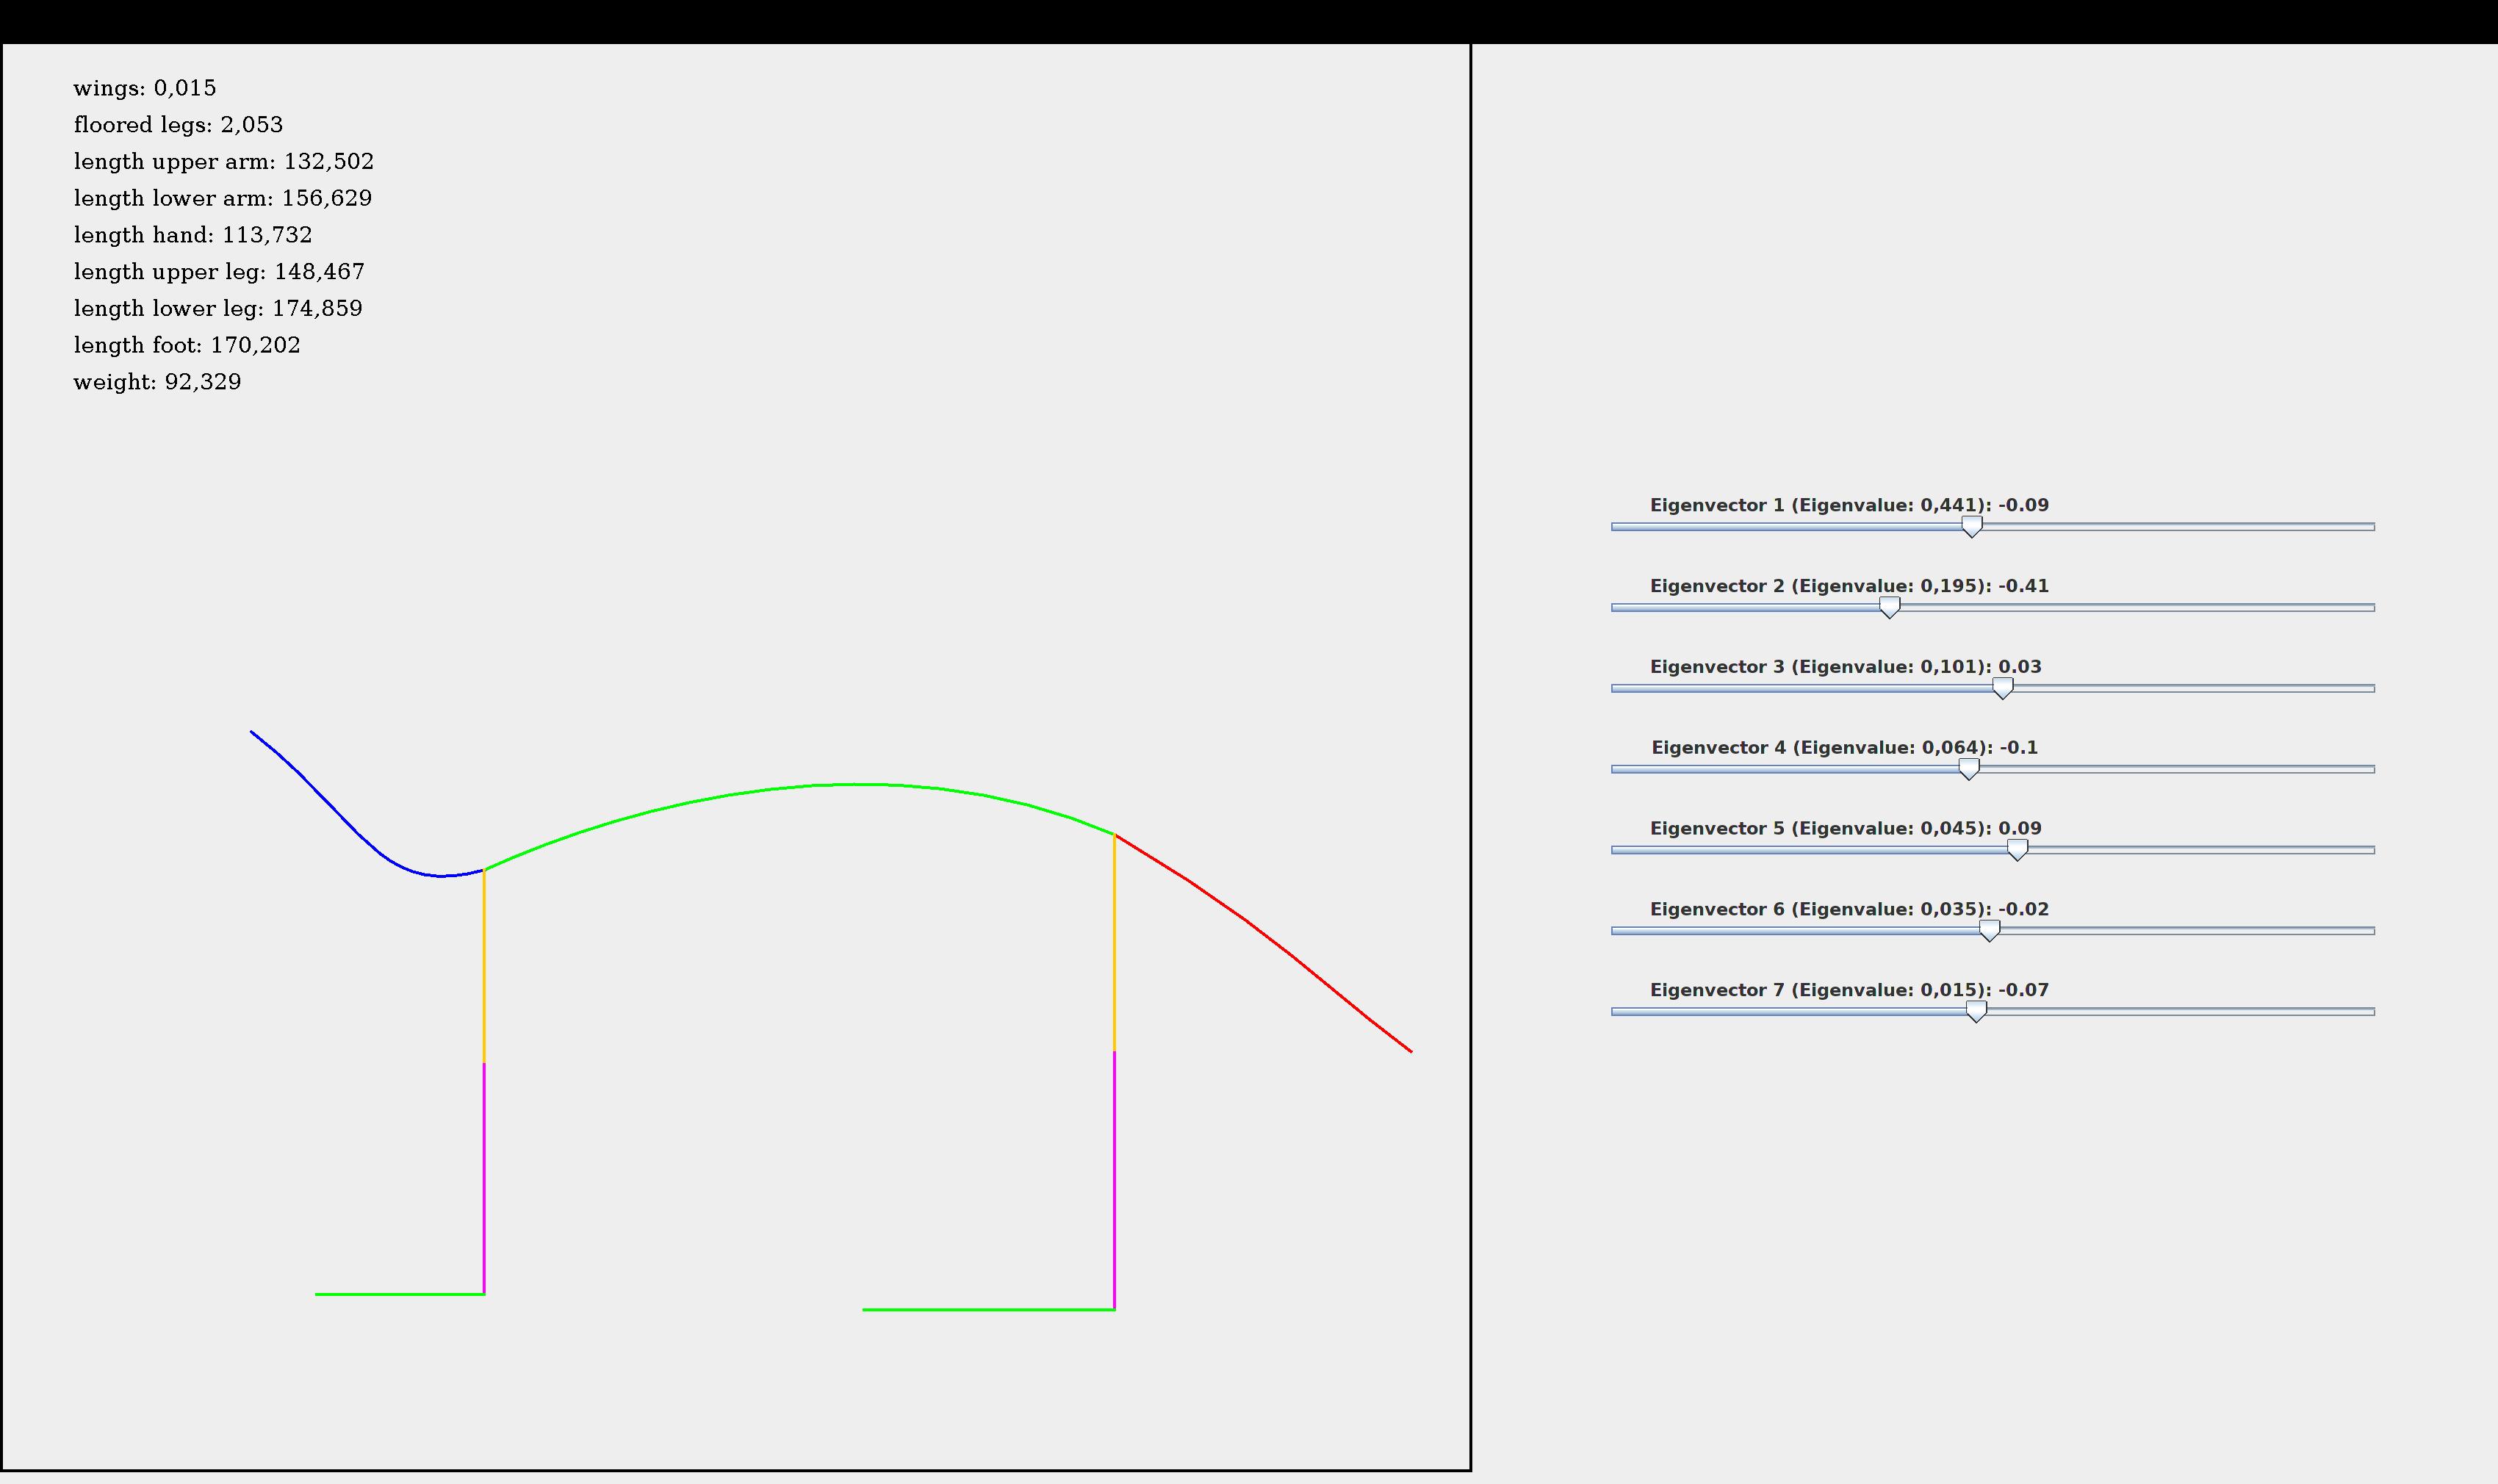 wings: 0,015
floored legs: 2,053
length upper arm: 132,502
length lower arm: 156,629
length hand: 113,732
length upper leg: 148,467
length lower leg: 174,859
length foot: 170,202
weight: 92,329
Eigenvector 1 (Eigenvalue: 0,441): -0.09
Eigenvector 2 (Eigenvalue: 0,195): -0.41
Eigenvector 3 (Eigenvalue: 0,101): 0.03
Eigenvector 4 (Eigenvalue: 0,064): -0.1
Eigenvector 5 (Eigenvalue: 0,045): 0.09
Eigenvector 6 (Eigenvalue: 0,035): -0.02
Eigenvector 7 (Eigenvalue: 0,015): -0.07